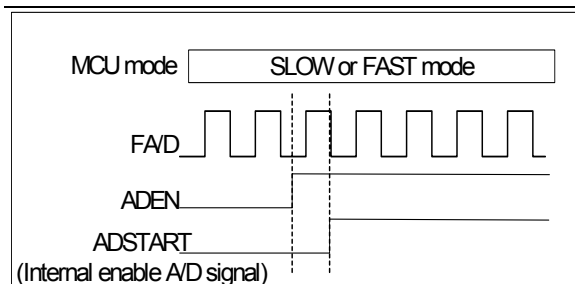 MCU mode SLOW or FAST mode
FA/D
ADEN
ADSTART
(Internal enable A/D signal)